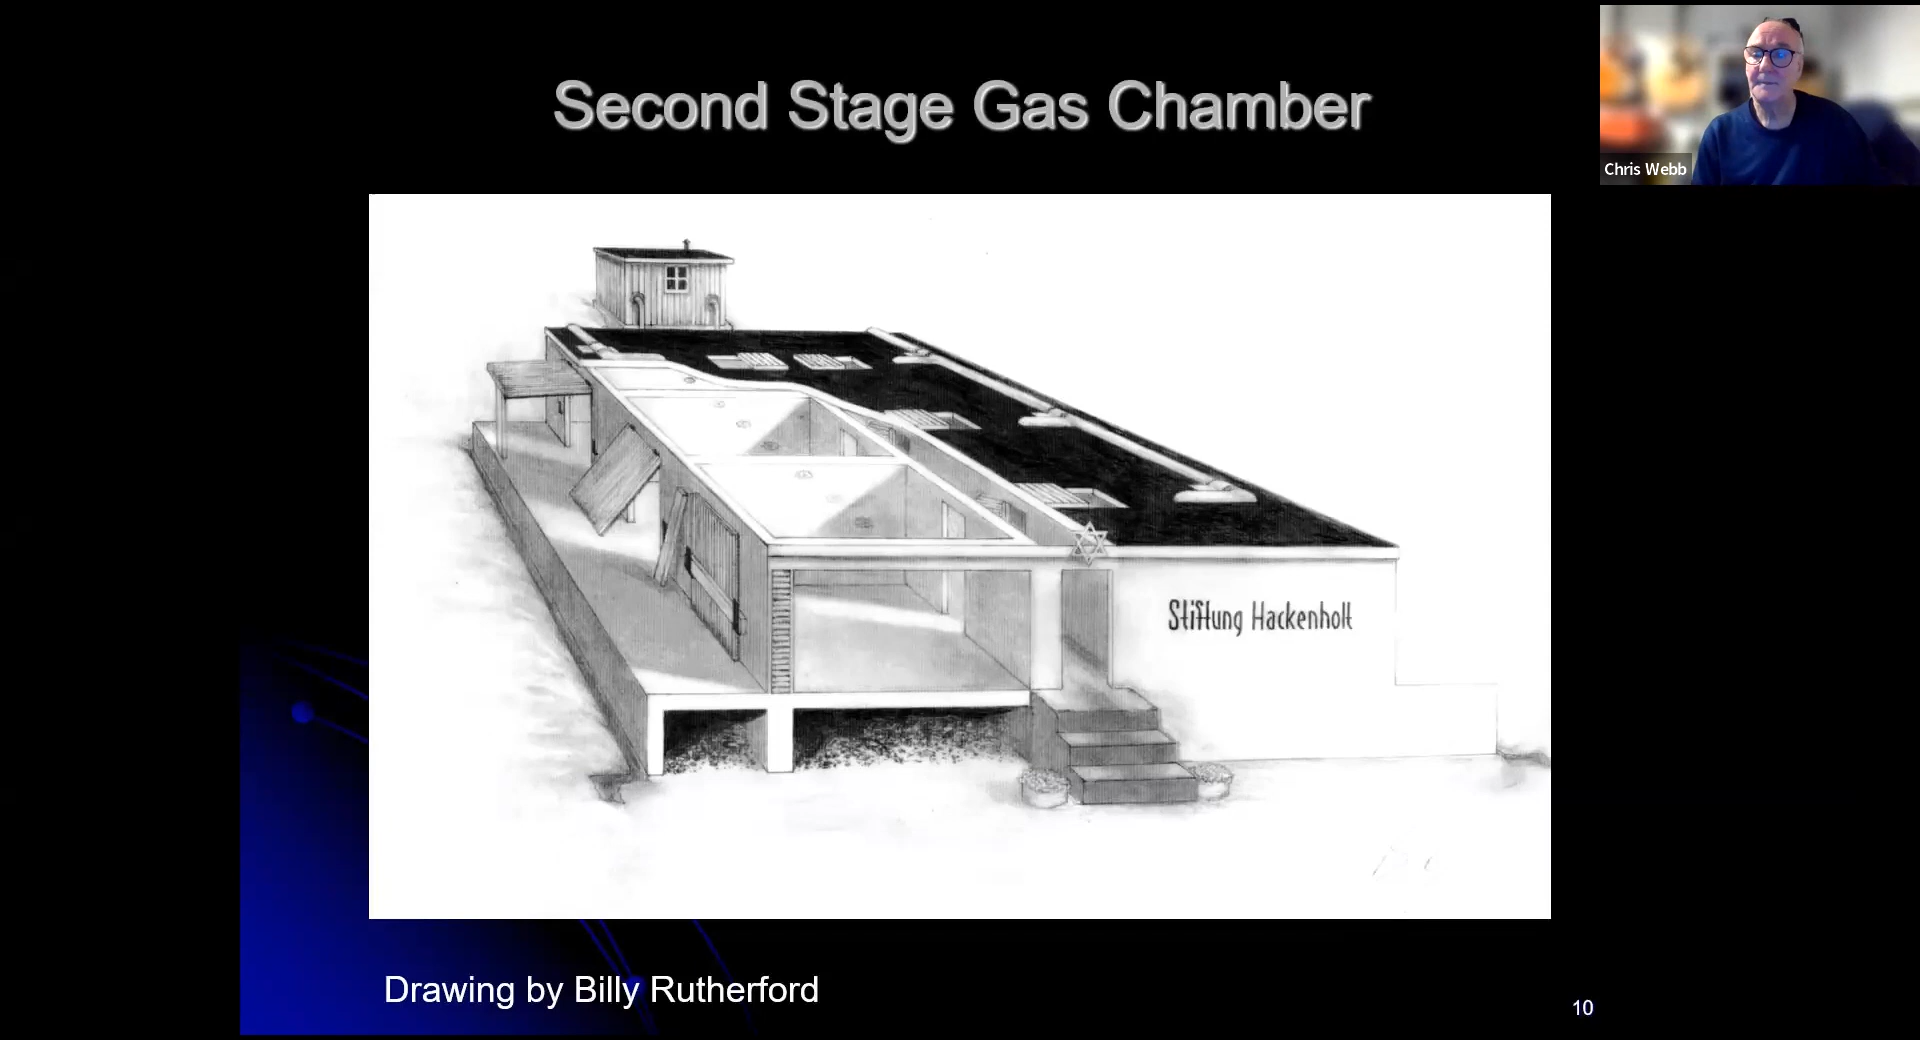 Second Stage Gas Chamber
Chris Webb
Stiftung Hackenholt
Drawing by Billy Rutherford
10